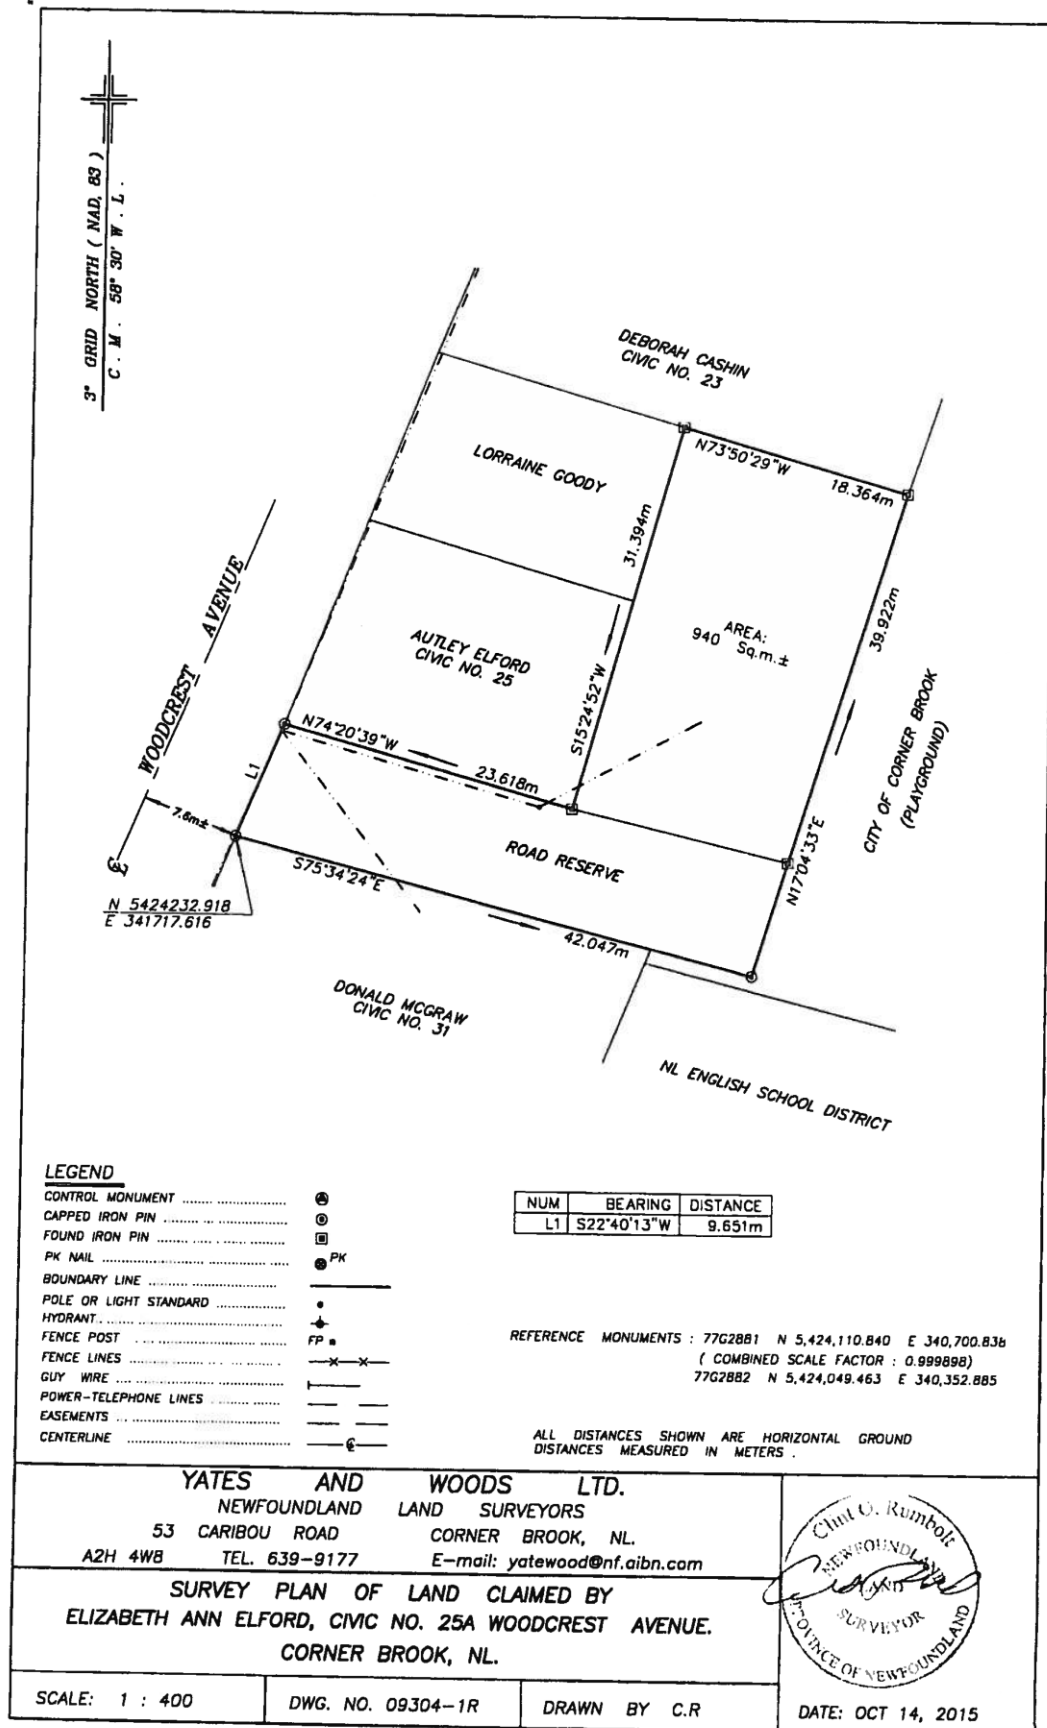 3° GRID NORTH ( NAD, 83 )
C . M . 58° 30' W . L .
DEBORAH CASHIN
CIVIC NO. 23
N73°50'29"W
18.364m
LORRAINE GOODY
31.394m
39.922m
AREA:
940 Sq.m.±
WOODCREST AVENUE
AUTLEY ELFORD
CIVIC NO. 25
S15°24'52"W
CITY OF CORNER BROOK
(PLAYGROUND)
N74°20'39"W
23.618m
L1
7.6m±
ROAD RESERVE
N17°04'33"E
S75°34'24"E
42.047m
N 5424232.918
E 341717.616
DONALD MCGRAW
CIVIC NO. 31
NL ENGLISH SCHOOL DISTRICT
LEGEND
CONTROL MONUMENT
CAPPED IRON PIN
FOUND IRON PIN
PK NAIL PK
BOUNDARY LINE
POLE OR LIGHT STANDARD
HYDRANT
FENCE POST FP
FENCE LINES
GUY WIRE
POWER-TELEPHONE LINES
EASEMENTS
CENTERLINE
NUM BEARING DISTANCE
L1 S22°40'13"W 9.651m
REFERENCE MONUMENTS : 77G2881 N 5,424,110.840 E 340,700.836
( COMBINED SCALE FACTOR : 0.999898)
77G2882 N 5,424,049.463 E 340,352.885
ALL DISTANCES SHOWN ARE HORIZONTAL GROUND
DISTANCES MEASURED IN METERS .
YATES AND WOODS LTD.
NEWFOUNDLAND LAND SURVEYORS
53 CARIBOU ROAD CORNER BROOK, NL.
A2H 4W8 TEL. 639-9177 E-mail: yatewood@nf.aibn.com
SURVEY PLAN OF LAND CLAIMED BY
ELIZABETH ANN ELFORD, CIVIC NO. 25A WOODCREST AVENUE.
CORNER BROOK, NL.
SCALE: 1 : 400
DWG. NO. 09304-1R
DRAWN BY C.R
Clint O. Rumbolt
NEWFOUNDLAND
LAND
SURVEYOR
PROVINCE OF NEWFOUNDLAND
DATE: OCT 14, 2015